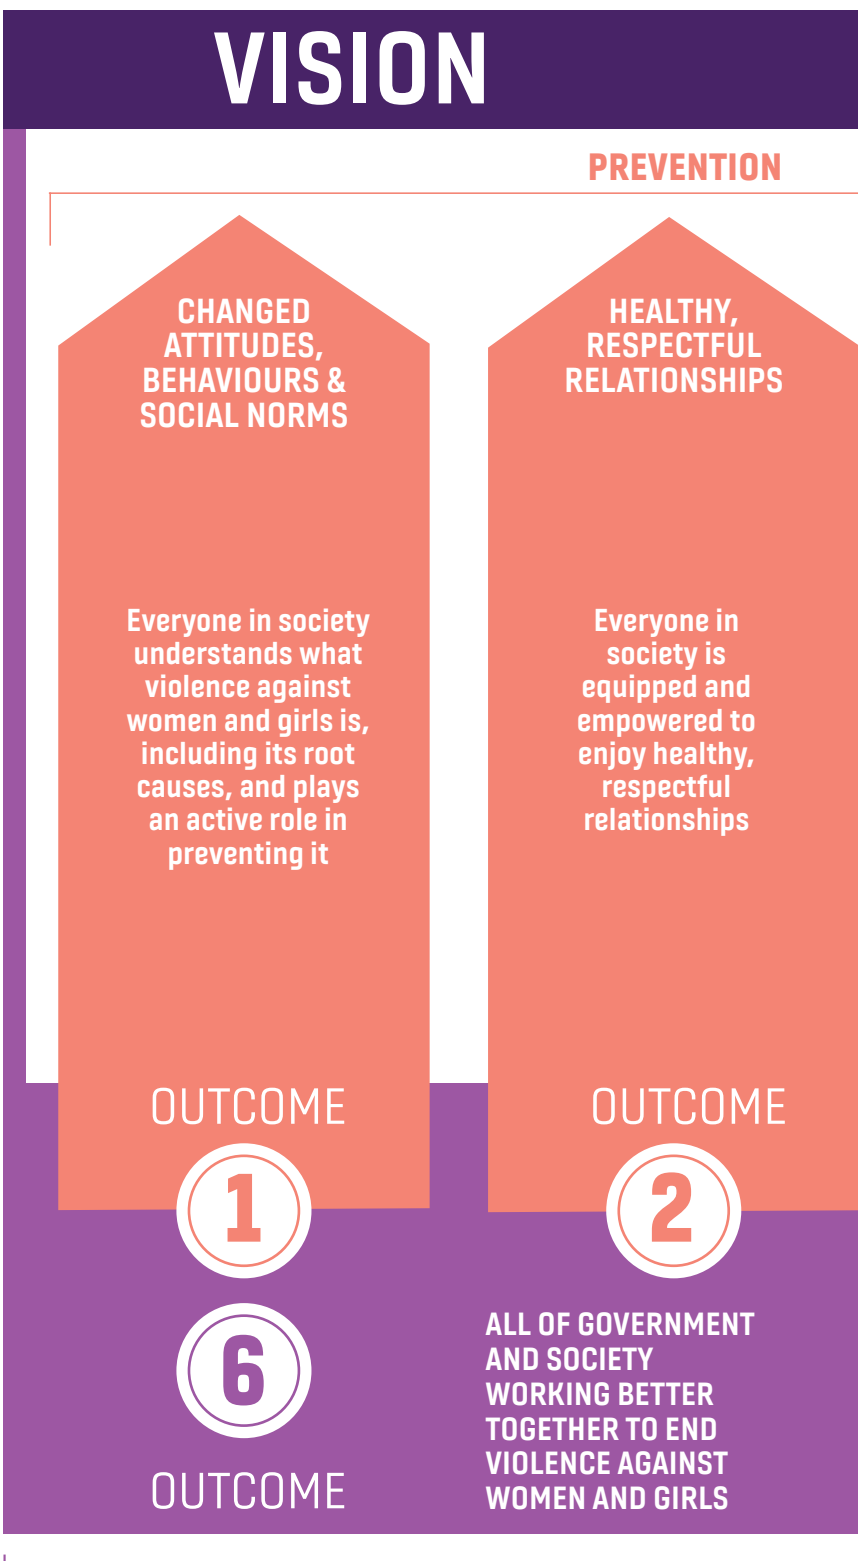 VISION
PREVENTION
CHANGED
ATTITUDES,
BEHAVIOURS &
SOCIAL NORMS
Everyone in society
understands what
violence against
women and girls is,
including its root
causes, and plays
an active role in
preventing it
OUTCOME
1
HEALTHY,
RESPECTFUL
RELATIONSHIPS
Everyone in
society is
equipped and
empowered to
enjoy healthy,
respectful
relationships
OUTCOME
2
6
OUTCOME
ALL OF GOVERNMENT
AND SOCIETY
WORKING BETTER
TOGETHER TO END
VIOLENCE AGAINST
WOMEN AND GIRLS